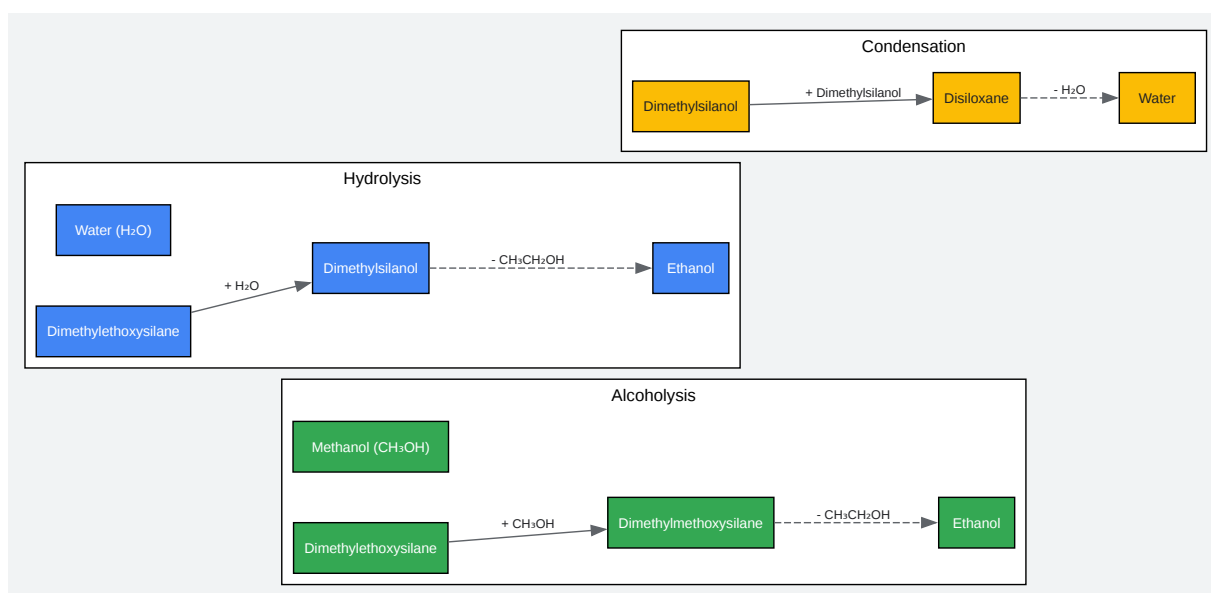 Condensation
Dimethylsilanol
+ Dimethylsilanol
Disiloxane
- H₂O
Water
Hydrolysis
Water (H₂O)
Dimethylethoxysilane
+ H₂O
Dimethylsilanol
- CH₃CH₂OH
Ethanol
Alcoholysis
Methanol (CH₃OH)
Dimethylethoxysilane
+ CH₃OH
Dimethylmethoxysilane
- CH₃CH₂OH
Ethanol